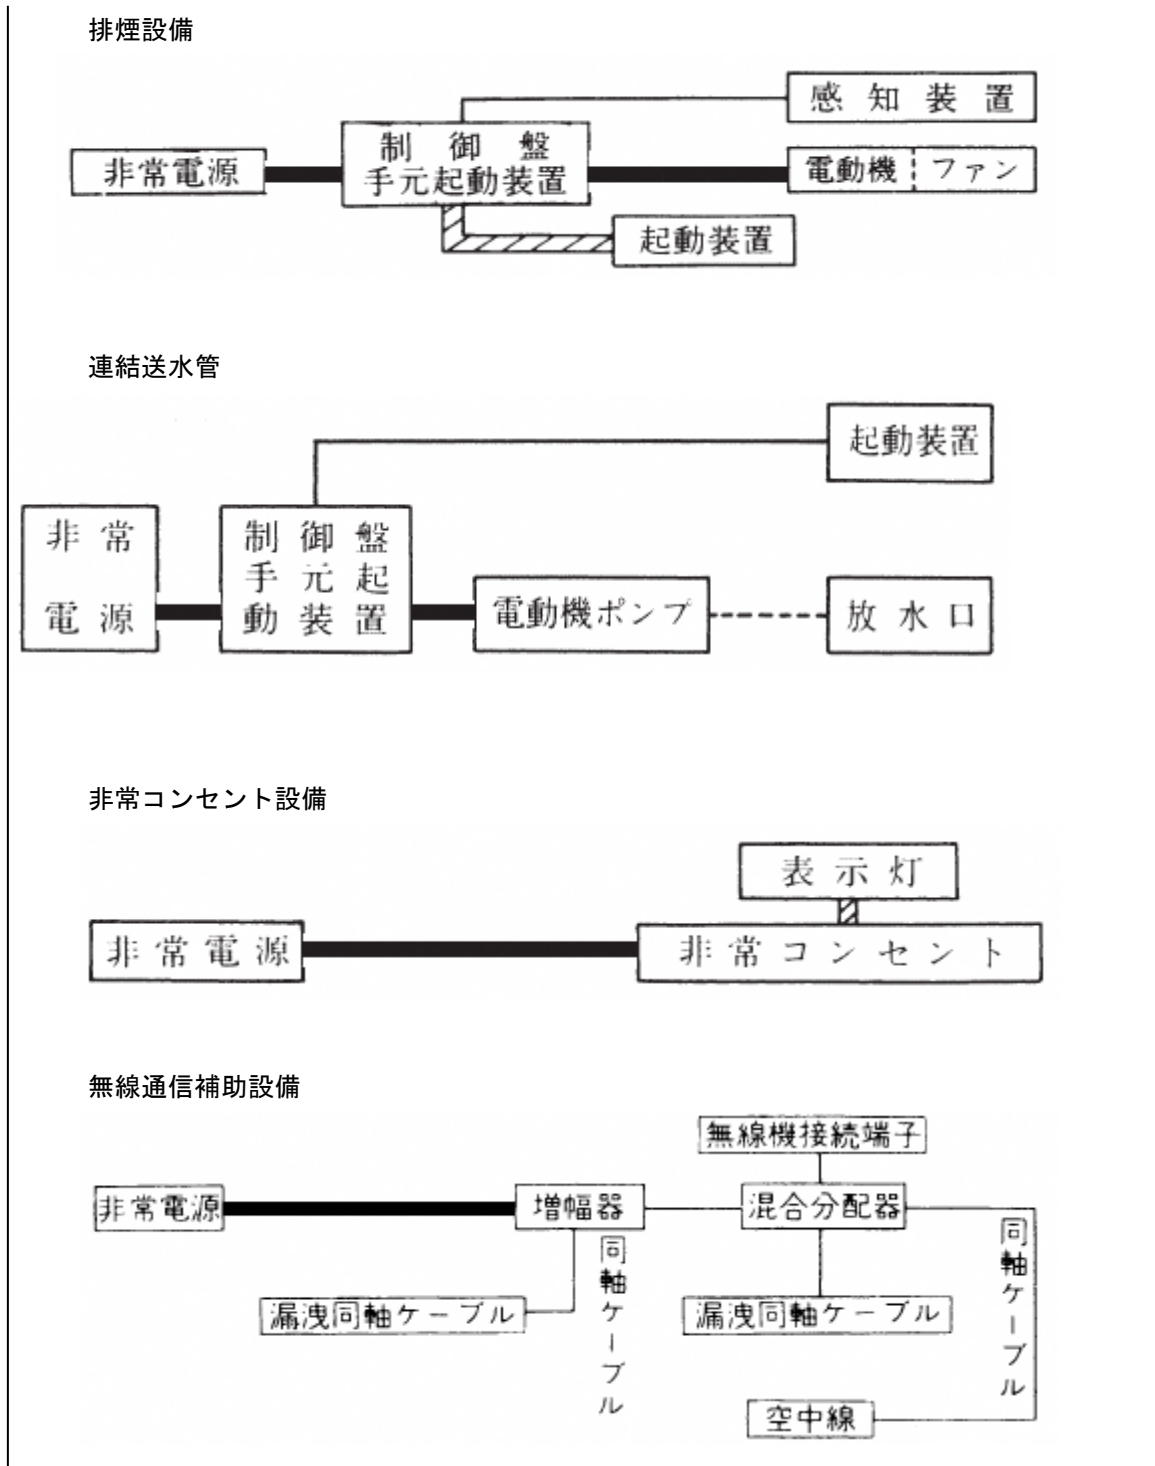 排煙設備
感知装置
制御盤
手元起動装置
非常電源
電動機 ファン
起動装置
連結送水管
起動装置
非常
電源
制御盤
手元起
動装置
電動機ポンプ
放水口
非常コンセント設備
表示灯
非常電源
非常コンセント
無線通信補助設備
無線機接続端子
非常電源
増幅器
混合分配器
同軸ケーブル
同軸ケーブル
漏洩同軸ケーブル
漏洩同軸ケーブル
空中線